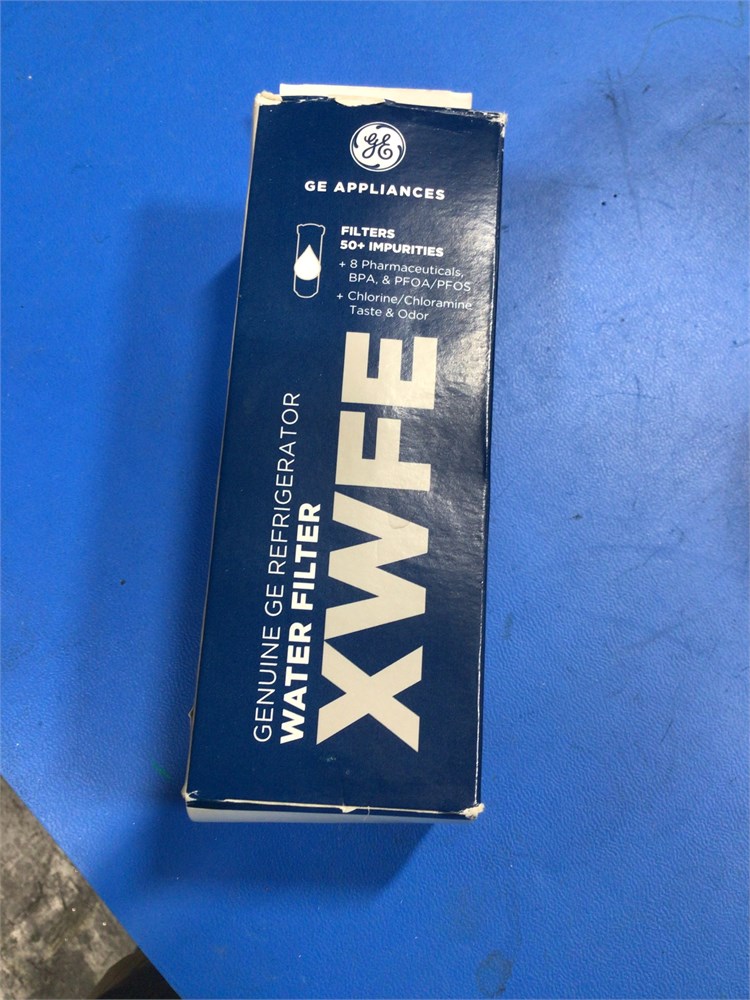 GE
GE APPLIANCES
FILTERS
50+ IMPURITIES
+ 8 Pharmaceuticals,
BPA, & PFOA/PFOS
+ Chlorine/Chloramine
Taste & Odor
GENUINE GE REFRIGERATOR
WATER FILTER
XWFE